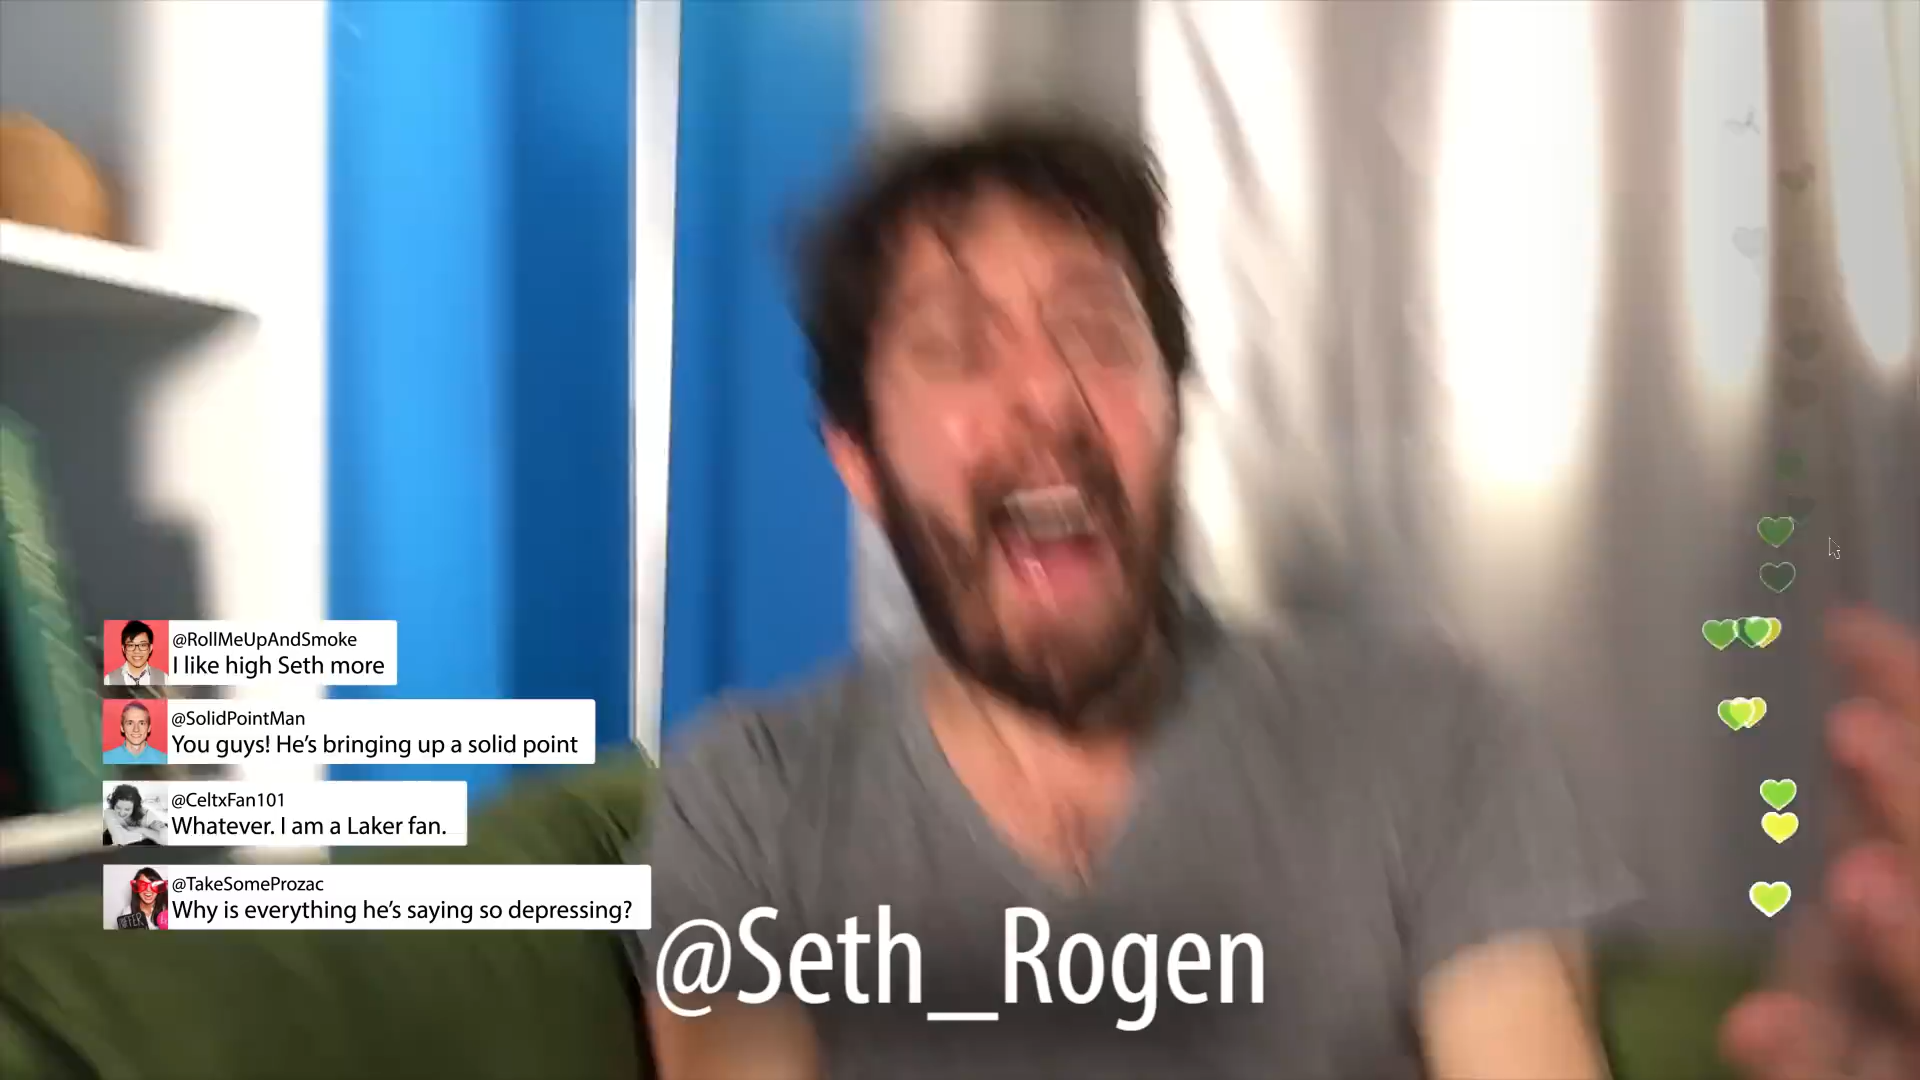 @RollMeUpAndSmoke
I like high Seth more
@SolidPointMan
You guys! He's bringing up a solid point
@CeltxFan101
Whatever. I am a Laker fan.
@TakeSomeProzac
Why is everything he's saying so depressing?
@Seth_Rogen